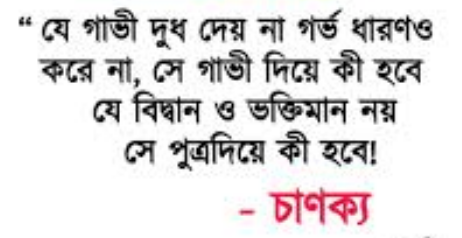 “ যে গাভী দুধ দেয় না গর্ভ ধারণও
করে না, সে গাভী দিয়ে কী হবে
যে বিদ্বান ও ভক্তিমান নয়
সে পুত্রদিয়ে কী হবে!
- চাণক্য